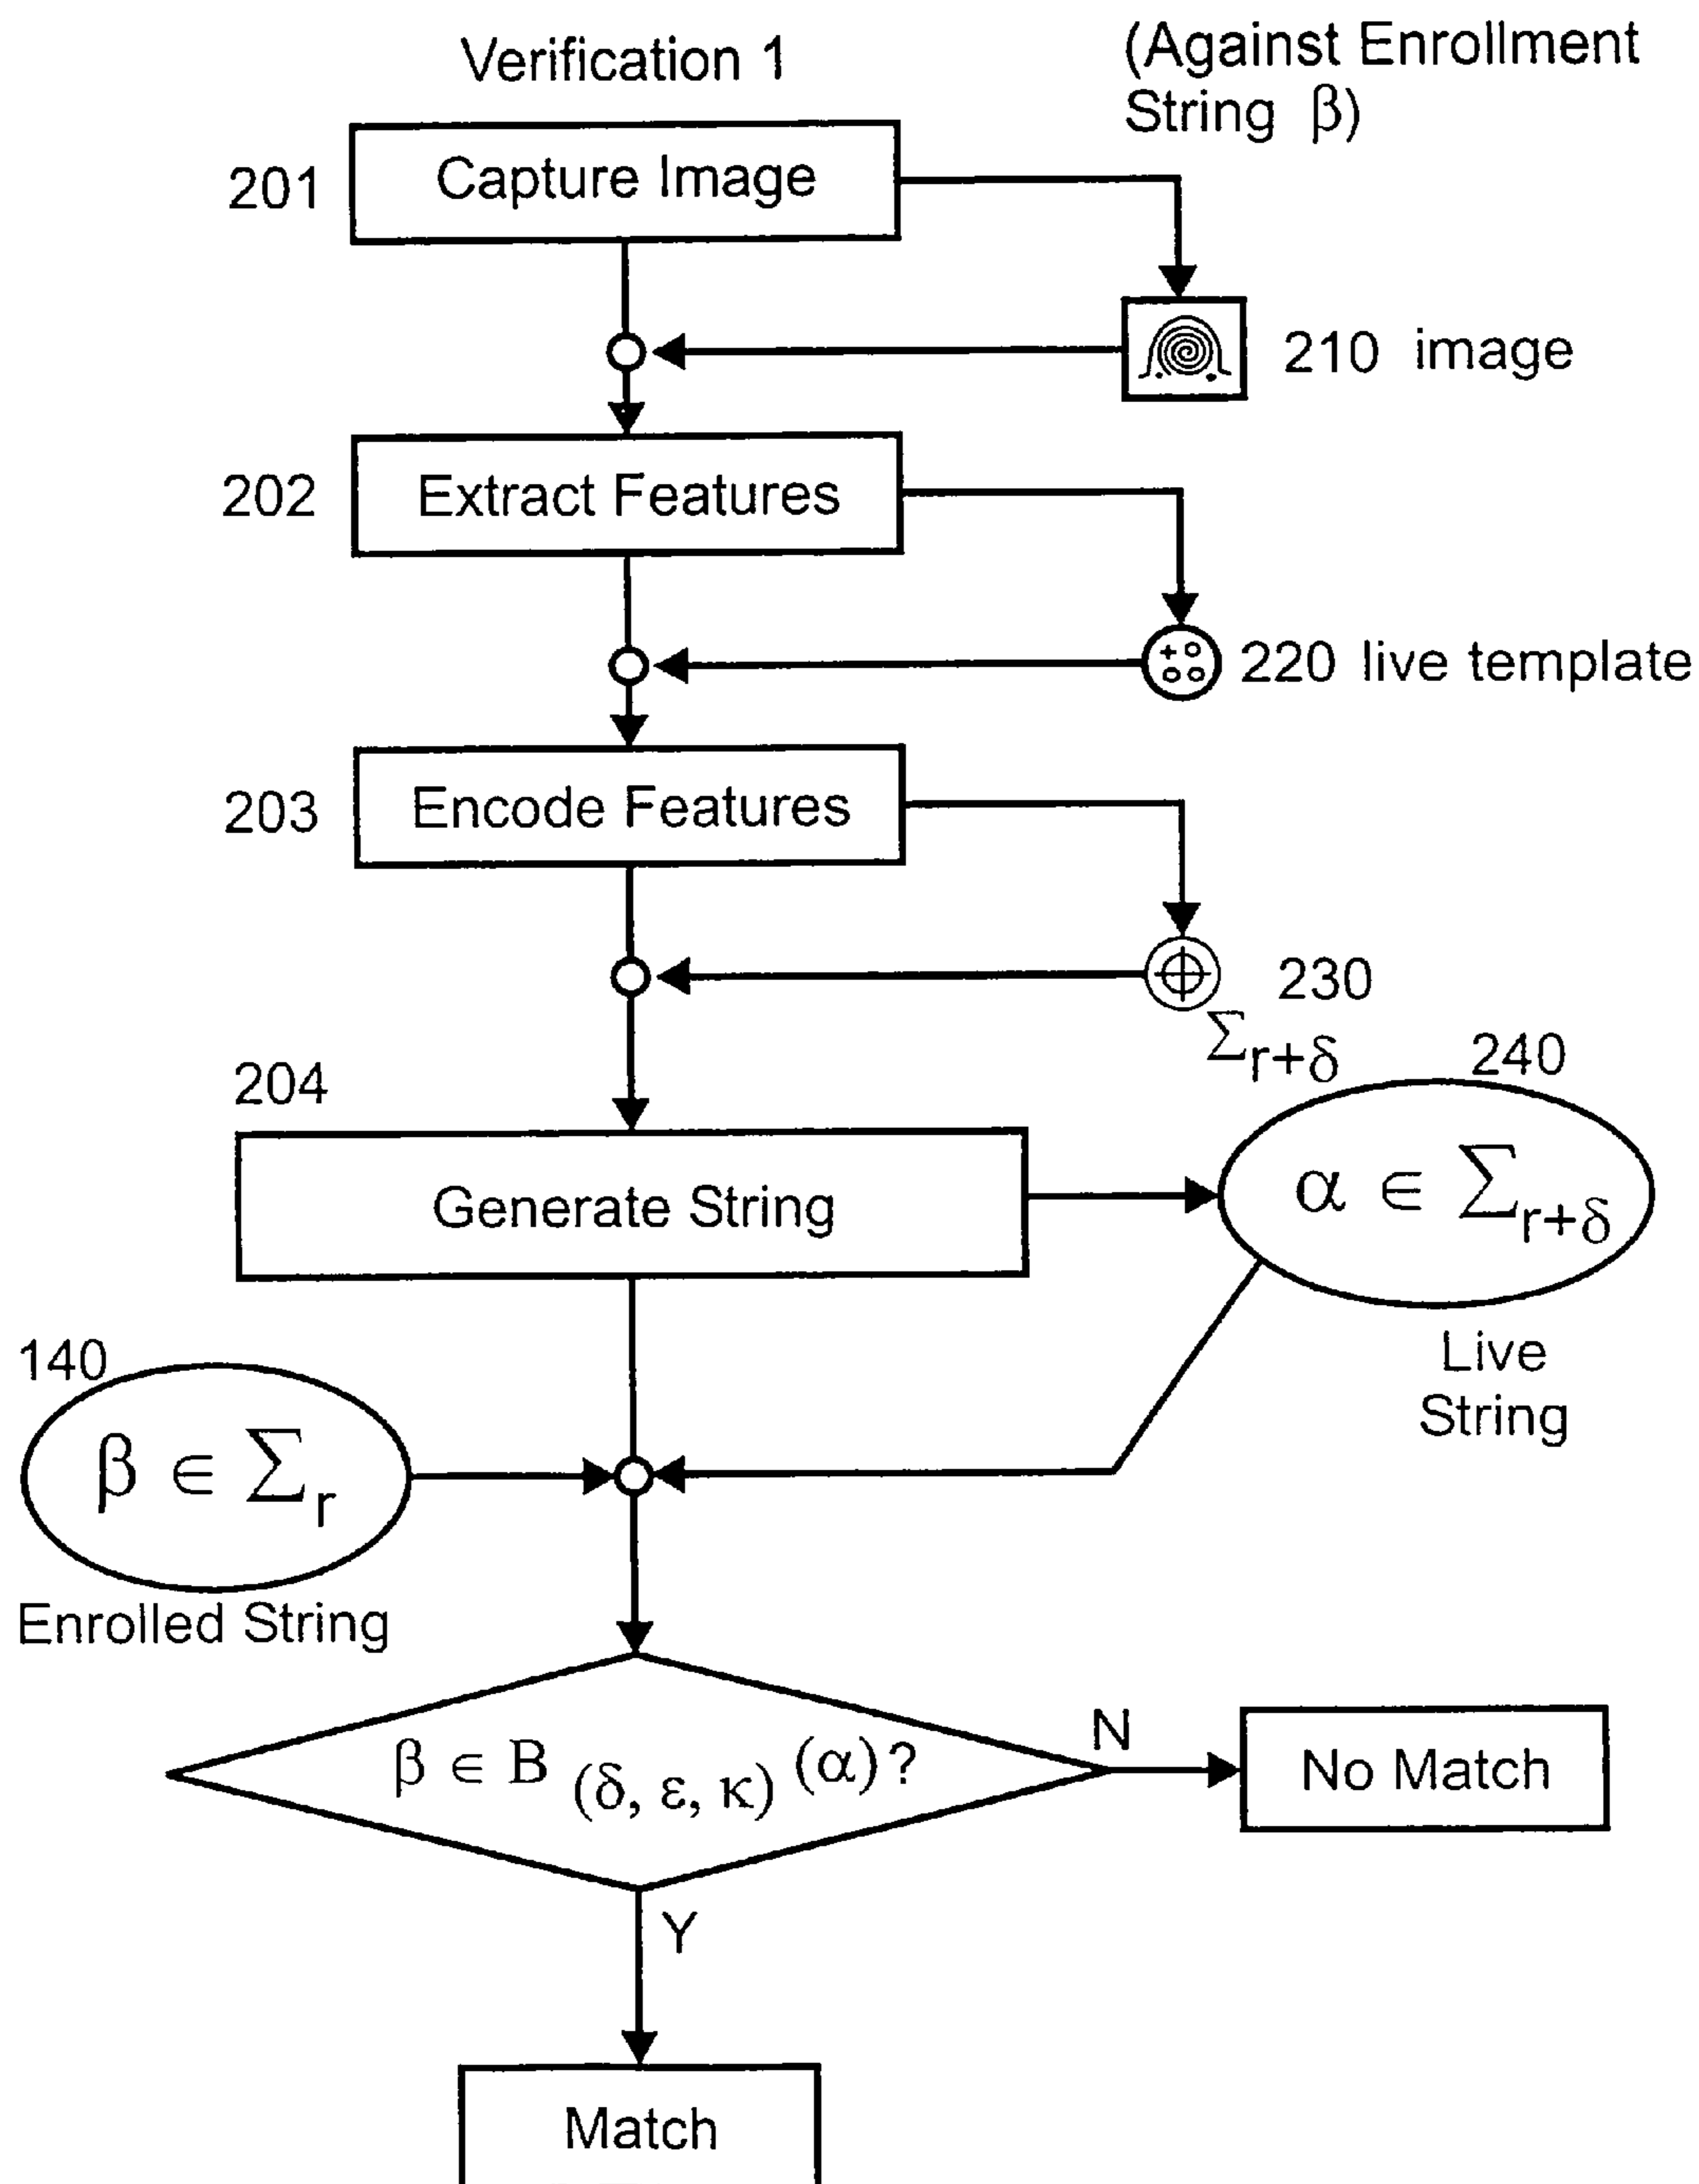 Verification 1
(Against Enrollment
String β)
201
Capture Image
210 image
202
Extract Features
220 live template
203
Encode Features
230
Σr+δ
204
240
Generate String
α ∈ Σr+δ
Live
String
140
β ∈ Σr
Enrolled String
β ∈ B (δ, ε, κ) (α)?
N
No Match
Y
Match